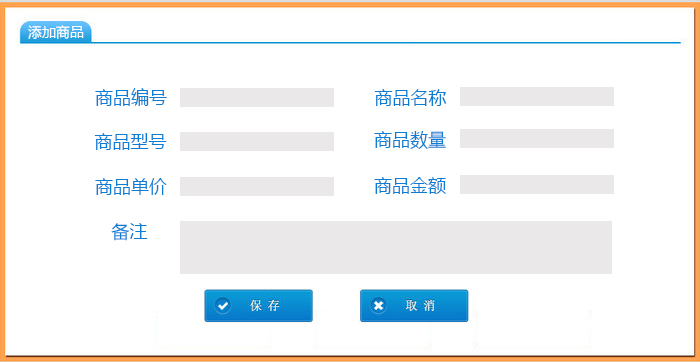 添加商品
商品编号 商品名称
商品型号 商品数量
商品单价 商品金额
备注
保存 取消